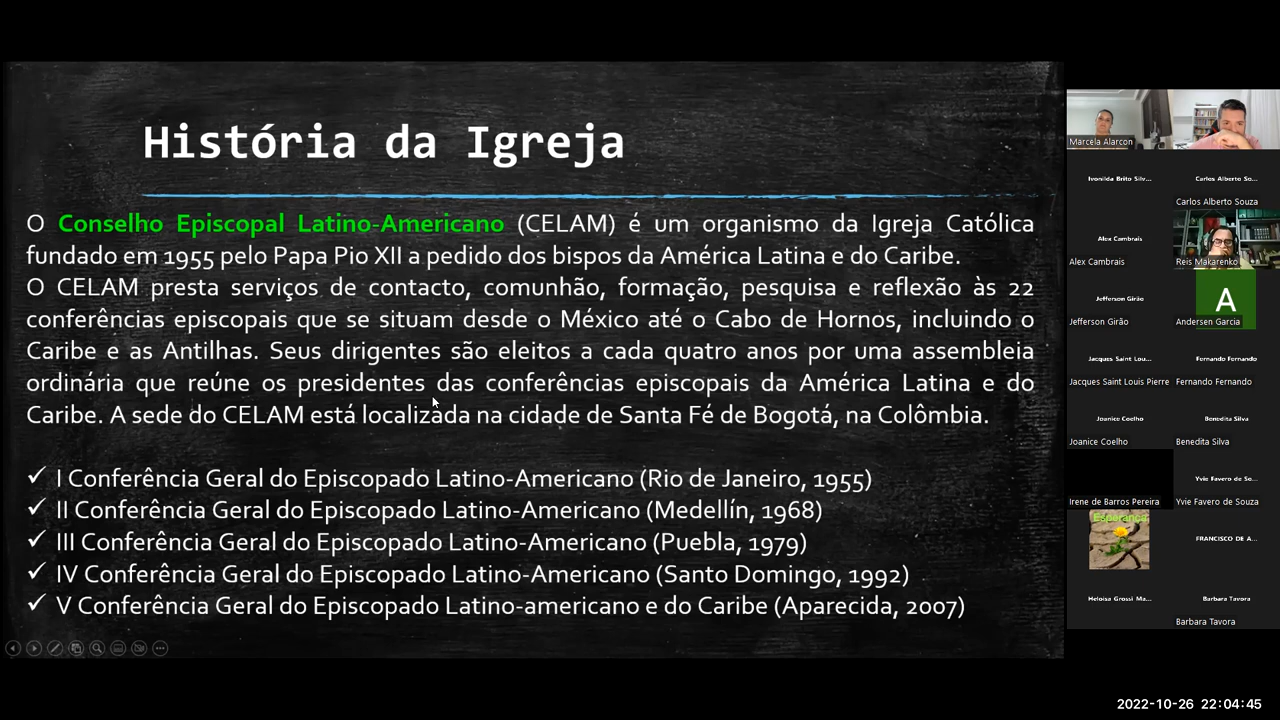 História da Igreja
O Conselho Episcopal Latino-Americano (CELAM) é um organismo da Igreja Católica
fundado em 1955 pelo Papa Pio XII a pedido dos bispos da América Latina e do Caribe.
O CELAM presta serviços de contacto, comunhão, formação, pesquisa e reflexão às 22
conferências episcopais que se situam desde o México até o Cabo de Hornos, incluindo o
Caribe e as Antilhas. Seus dirigentes são eleitos a cada quatro anos por uma assembleia
ordinária que reúne os presidentes das conferências episcopais da América Latina e do
Caribe. A sede do CELAM está localizada na cidade de Santa Fé de Bogotá, na Colômbia.
✓ I Conferência Geral do Episcopado Latino-Americano (Rio de Janeiro, 1955)
✓ II Conferência Geral do Episcopado Latino-Americano (Medellín, 1968)
✓ III Conferência Geral do Episcopado Latino-Americano (Puebla, 1979)
✓ IV Conferência Geral do Episcopado Latino-Americano (Santo Domingo, 1992)
✓ V Conferência Geral do Episcopado Latino-americano e do Caribe (Aparecida, 2007)
Marcela Alarcon
Ivonilda Brito Silv...
Carlos Alberto So...
Carlos Alberto Souza
Alex Cambrais
Alex Cambrais
Reis Makarenko
Jefferson Girão
Jefferson Girão
A
Andersen Garcia
Jacques Saint Lou...
Jacques Saint Louis Pierre
Fernando Fernando
Fernando Fernando
Joanice Coelho
Joanice Coelho
Benedita Silva
Benedita Silva
Irene de Barros Pereira
Yvie Favero de So...
Yvie Favero de Souza
Esperança
FRANCISCO DE A...
Heloisa Grossi Ma...
Barbara Tavora
Barbara Tavora
2022-10-26 22:04:45